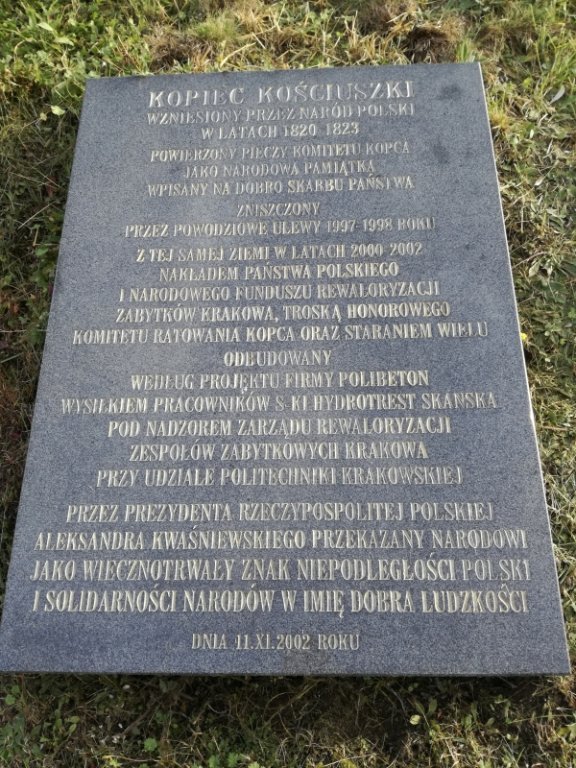 KOPIEC KOŚCIUSZKI
WZNIESIONY PRZEZ NARÓD POLSKI
W LATACH 1820-1823
POWIERZONY PIECZY KOMITETU KOPCA
JAKO NARODOWA PAMIĄTKA
WPISANY NA DOBRO SKARBU PAŃSTWA
ZNISZCZONY
PRZEZ POWODZIOWE ULEWY 1997-1998 ROKU
Z TEJ SAMEJ ZIEMI W LATACH 2000-2002
NAKŁADEM PAŃSTWA POLSKIEGO
I NARODOWEGO FUNDUSZU REWALORYZACJI
ZABYTKÓW KRAKOWA, TROSKĄ HONOROWEGO
KOMITETU RATOWANIA KOPCA ORAZ STARANIEM WIELU
ODBUDOWANY
WEDŁUG PROJEKTU FIRMY POLIBETON
WYSIŁKIEM PRACOWNIKÓW S-KI HYDROTREST SKANSKA
POD NADZOREM ZARZĄDU REWALORYZACJI
ZESPOŁÓW ZABYTKOWYCH KRAKOWA
PRZY UDZIALE POLITECHNIKI KRAKOWSKIEJ
PRZEZ PREZYDENTA RZECZYPOSPOLITEJ POLSKIEJ
ALEKSANDRA KWAŚNIEWSKIEGO PRZEKAZANY NARODOWI
JAKO WIECZNOTRWAŁY ZNAK NIEPODLEGŁOŚCI POLSKI
I SOLIDARNOŚCI NARODÓW W IMIĘ DOBRA LUDZKOŚCI
DNIA 11.XI.2002 ROKU